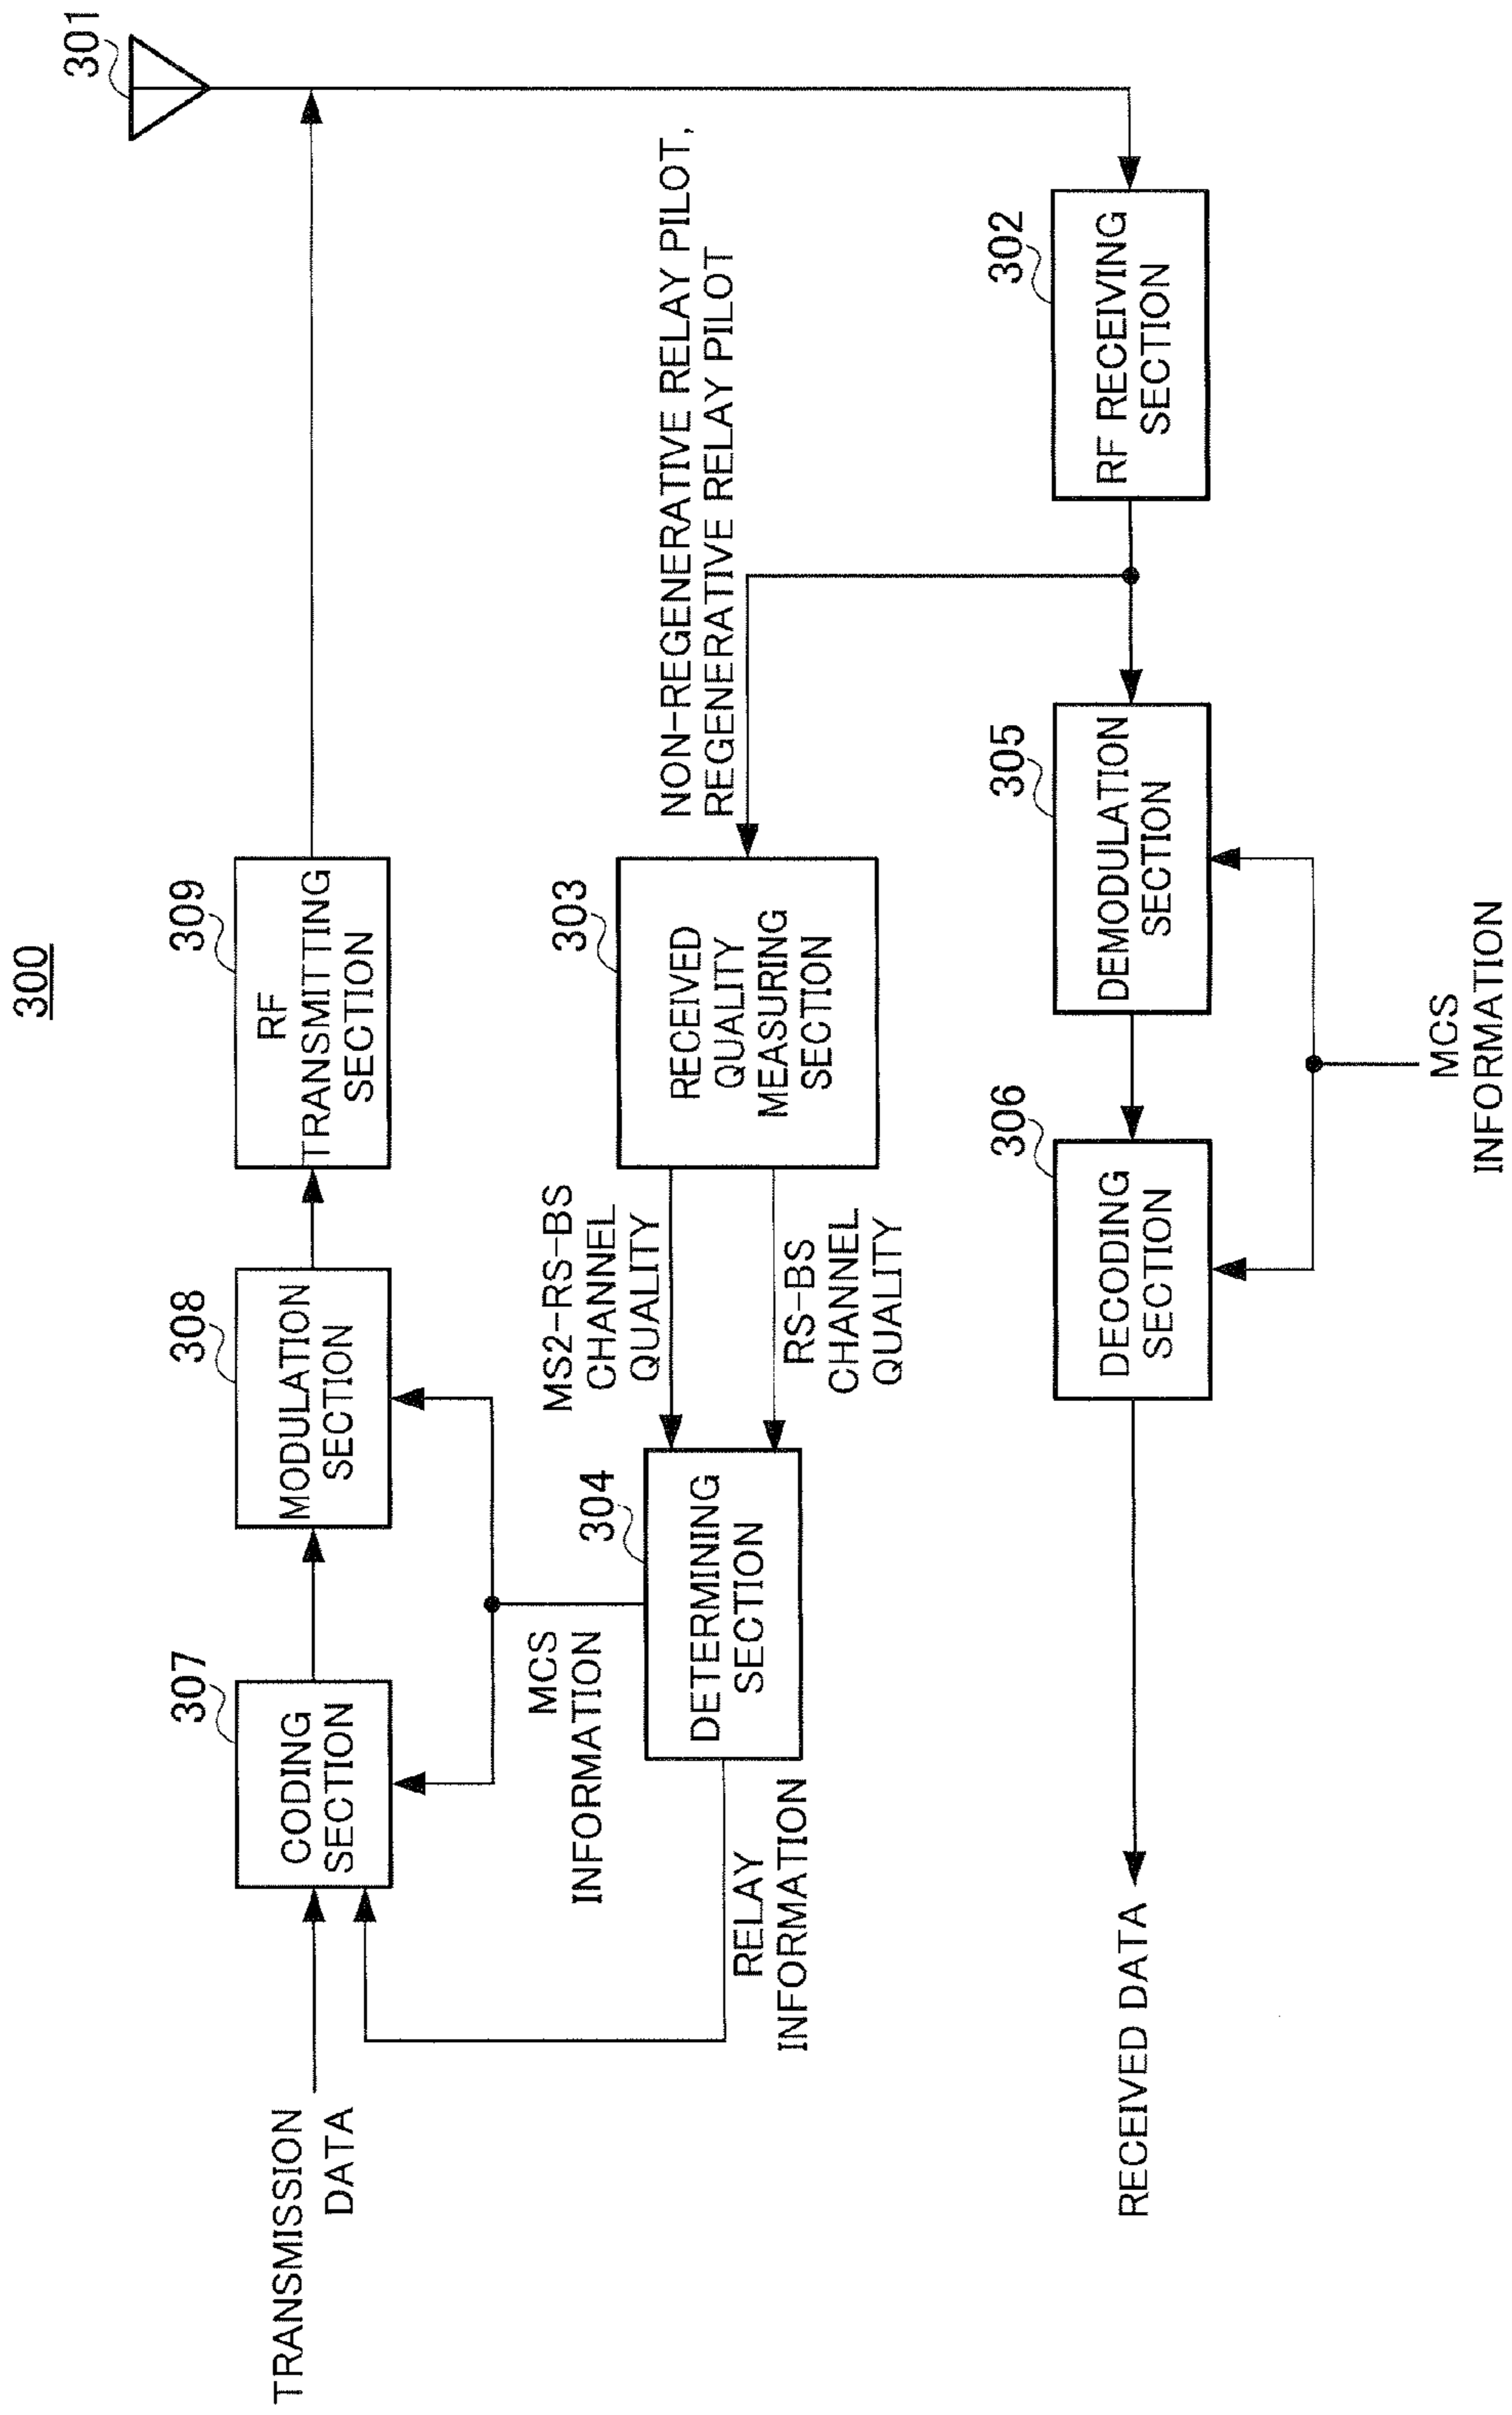 300
301
TRANSMISSION
DATA
307
CODING
SECTION
308
MODULATION
SECTION
309
RF
TRANSMITTING
SECTION
MCS
INFORMATION
RELAY
INFORMATION
304
DETERMINING
SECTION
MS2-RS-BS
CHANNEL
QUALITY
RS-BS
CHANNEL
QUALITY
303
RECEIVED
QUALITY
MEASURING
SECTION
NON-REGENERATIVE RELAY PILOT,
REGENERATIVE RELAY PILOT
RECEIVED DATA
306
DECODING
SECTION
305
DEMODULATION
SECTION
302
RF RECEIVING
SECTION
MCS
INFORMATION